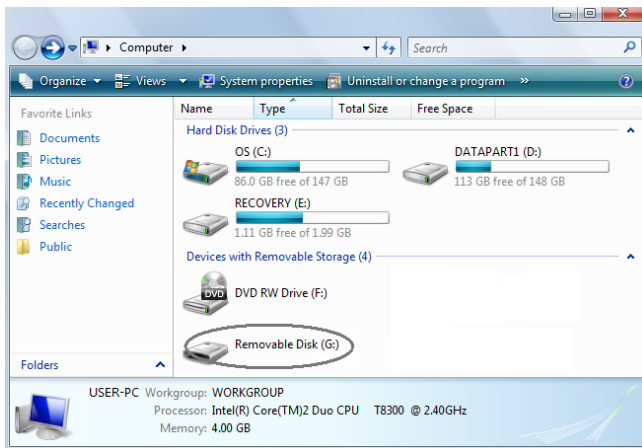 Computer
Search
Organize Views System properties Uninstall or change a program »
Favorite Links
Documents
Pictures
Music
Recently Changed
Searches
Public
Folders
Name Type Total Size Free Space
Hard Disk Drives (3)
OS (C:)
86.0 GB free of 147 GB
DATAPART1 (D:)
113 GB free of 148 GB
RECOVERY (E:)
1.11 GB free of 1.99 GB
Devices with Removable Storage (4)
DVD
DVD RW Drive (F:)
Removable Disk (G:)
USER-PC Workgroup: WORKGROUP
Processor: Intel(R) Core(TM)2 Duo CPU T8300 @ 2.40GHz
Memory: 4.00 GB